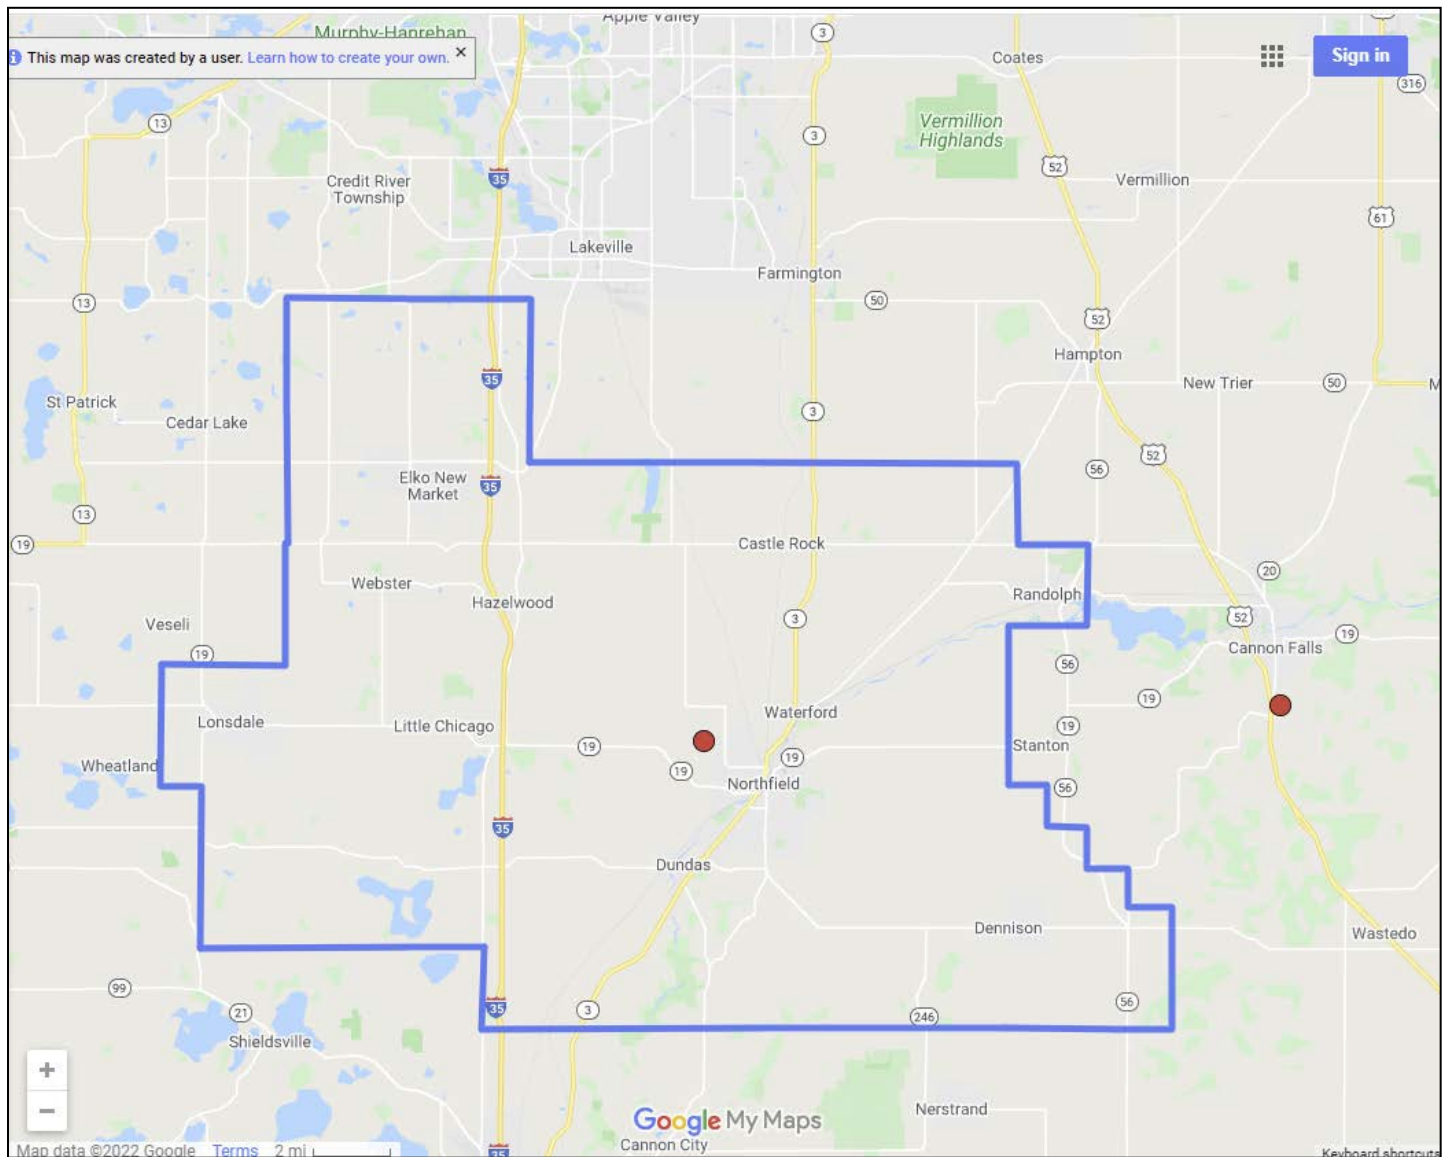 Apple Valley
Murphy-Hanrehan
3
This map was created by a user. Learn how to create your own. ×
Coates
Sign in
316
13
3
Vermillion
Highlands
52
Credit River
Township
35
Vermillion
61
Lakeville
Farmington
13
50
52
Hampton
35
New Trier
50
M
St Patrick
Cedar Lake
3
52
56
Elko New
Market
35
13
19
Castle Rock
20
Webster
Hazelwood
Randolph
Veseli
3
52
19
19
Cannon Falls
56
19
Lonsdale
Little Chicago
Waterford
19
19
19
Stanton
Wheatland
19
Northfield
56
35
Dundas
Dennison
Wastedo
99
35
3
56
21
246
Shieldsville
+
−
Google My Maps
Nerstrand
Cannon City
35
Map data ©2022 Google Terms 2 mi
Keyboard shortcuts